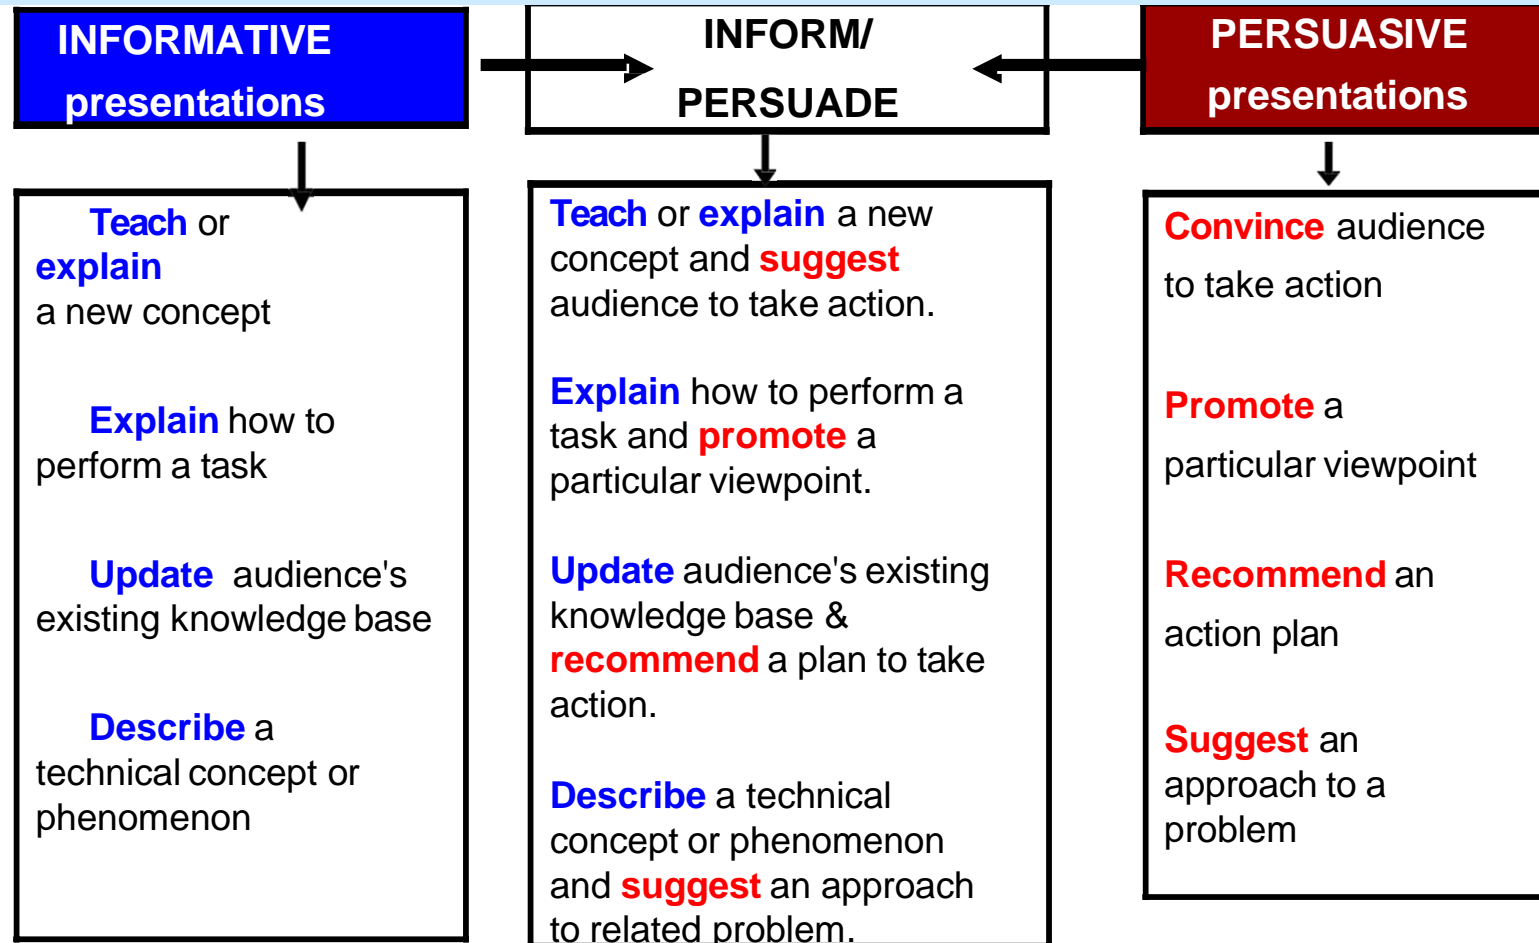 INFORMATIVE
presentations
Teach or
explain
a new concept
Explain how to
perform a task
Update audience's
existing knowledge base
Describe a
technical concept or
phenomenon
INFORM/
PERSUADE
Teach or explain a new
concept and suggest
audience to take action.
Explain how to perform a
task and promote a
particular viewpoint.
Update audience's existing
knowledge base &
recommend a plan to take
action.
Describe a technical
concept or phenomenon
and suggest an approach
to related problem.
PERSUASIVE
presentations
Convince audience
to take action
Promote a
particular viewpoint
Recommend an
action plan
Suggest an
approach to a
problem